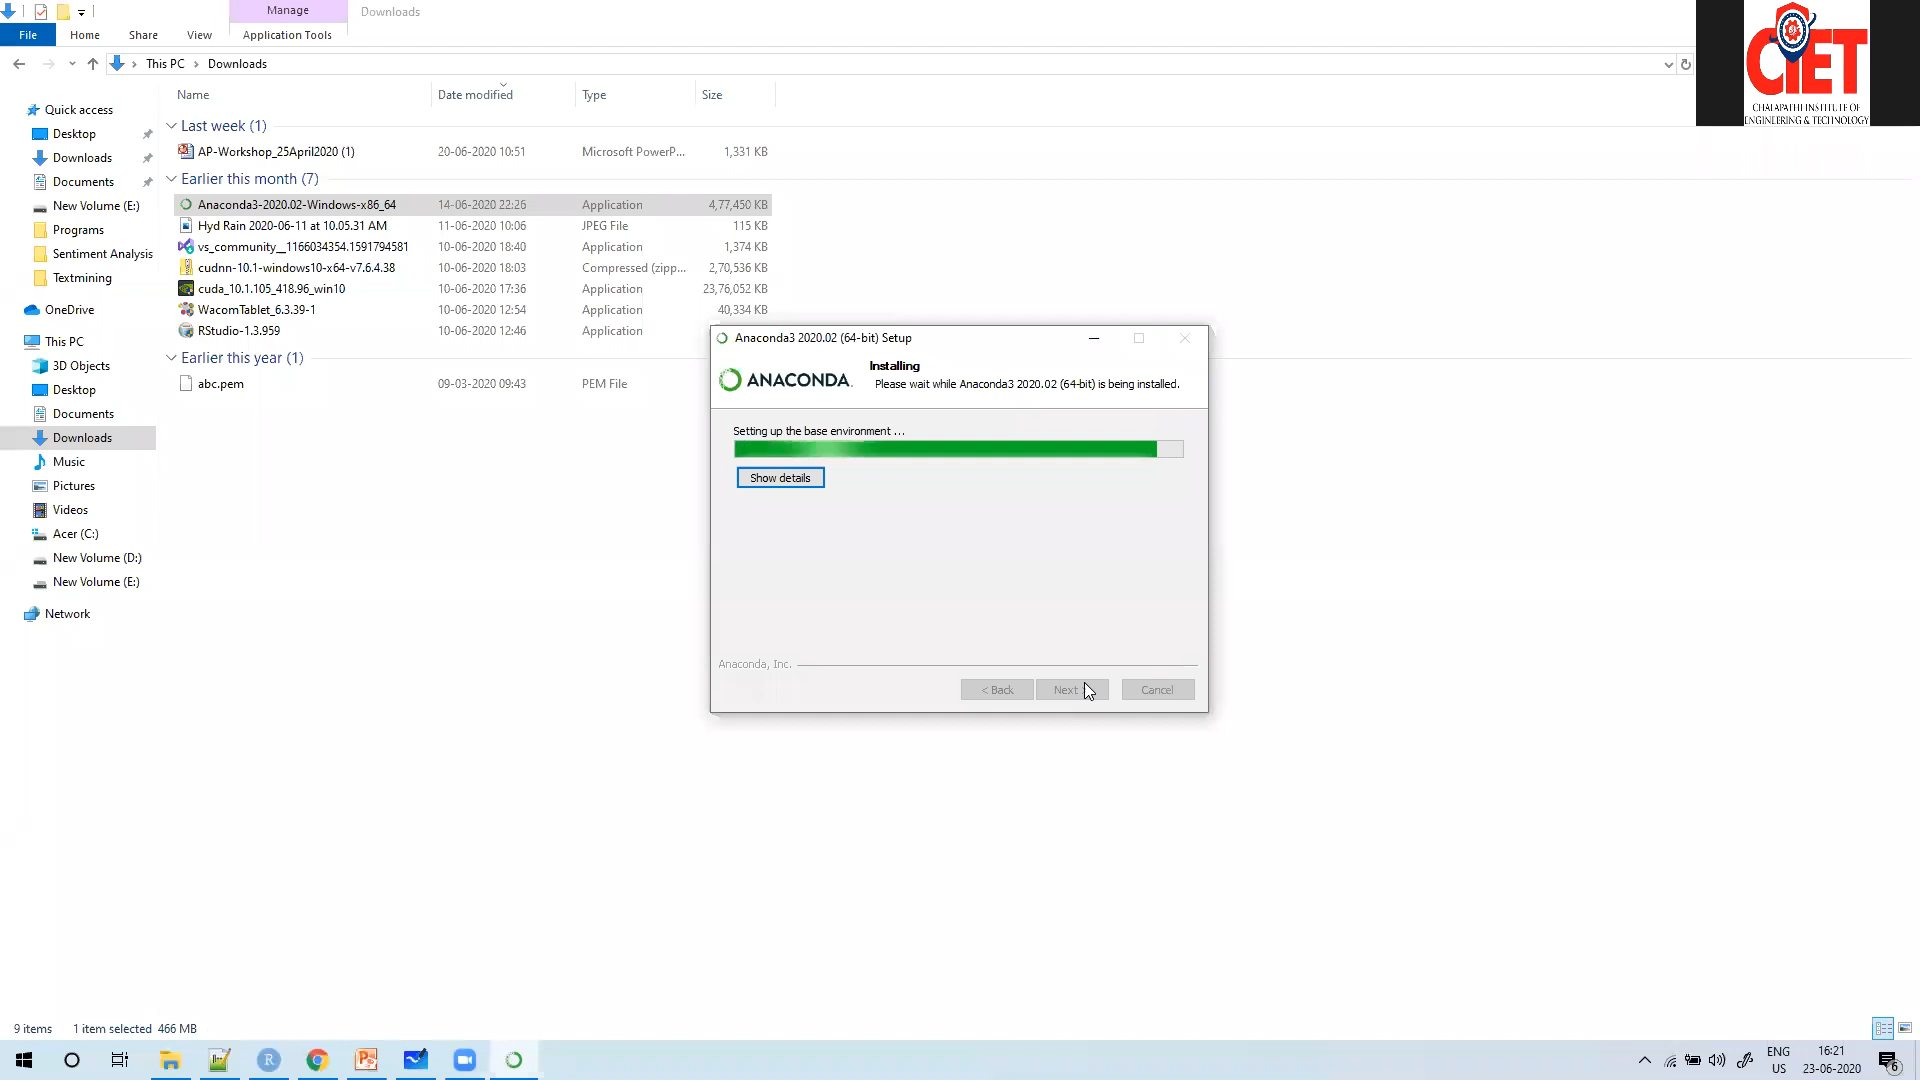 Manage
Downloads
File
Home
Share
View
Application Tools
This PC
Downloads
Name
Date modified
Type
Size
Quick access
Desktop
Downloads
Documents
New Volume (E:)
Programs
Sentiment Analysis
Textmining
OneDrive
This PC
3D Objects
Desktop
Documents
Downloads
Music
Pictures
Videos
Acer (C:)
New Volume (D:)
New Volume (E:)
Network
Last week (1)
AP-Workshop_25April2020 (1) 20-06-2020 10:51 Microsoft PowerP... 1,331 KB
Earlier this month (7)
Anaconda3-2020.02-Windows-x86_64 14-06-2020 22:26 Application 4,77,450 KB
Hyd Rain 2020-06-11 at 10.05.31 AM 11-06-2020 10:06 JPEG File 115 KB
vs_community__1166034354.1591794581 10-06-2020 18:40 Application 1,374 KB
cudnn-10.1-windows10-x64-v7.6.4.38 10-06-2020 18:03 Compressed (zipp... 2,70,536 KB
cuda_10.1.105_418.96_win10 10-06-2020 17:36 Application 23,76,052 KB
WacomTablet_6.3.39-1 10-06-2020 12:54 Application 40,334 KB
RStudio-1.3.959 10-06-2020 12:46 Application
Earlier this year (1)
abc.pem 09-03-2020 09:43 PEM File
Anaconda3 2020.02 (64-bit) Setup
ANACONDA.
Installing
Please wait while Anaconda3 2020.02 (64-bit) is being installed.
Setting up the base environment ...
Show details
Anaconda, Inc.
< Back
Next
Cancel
CIET
CHALAPATHI INSTITUTE OF
ENGINEERING & TECHNOLOGY
9 items
1 item selected 466 MB
ENG
US
16:21
23-06-2020
6